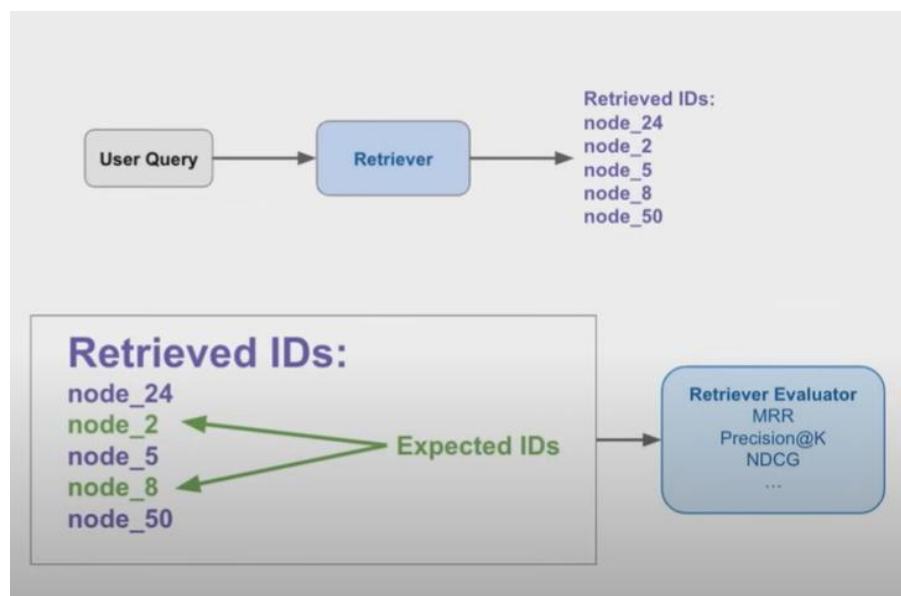 User Query
Retriever
Retrieved IDs:
node_24
node_2
node_5
node_8
node_50
Retrieved IDs:
node_24
node_2
node_5
node_8
node_50
Expected IDs
Retriever Evaluator
MRR
Precision@K
NDCG
...